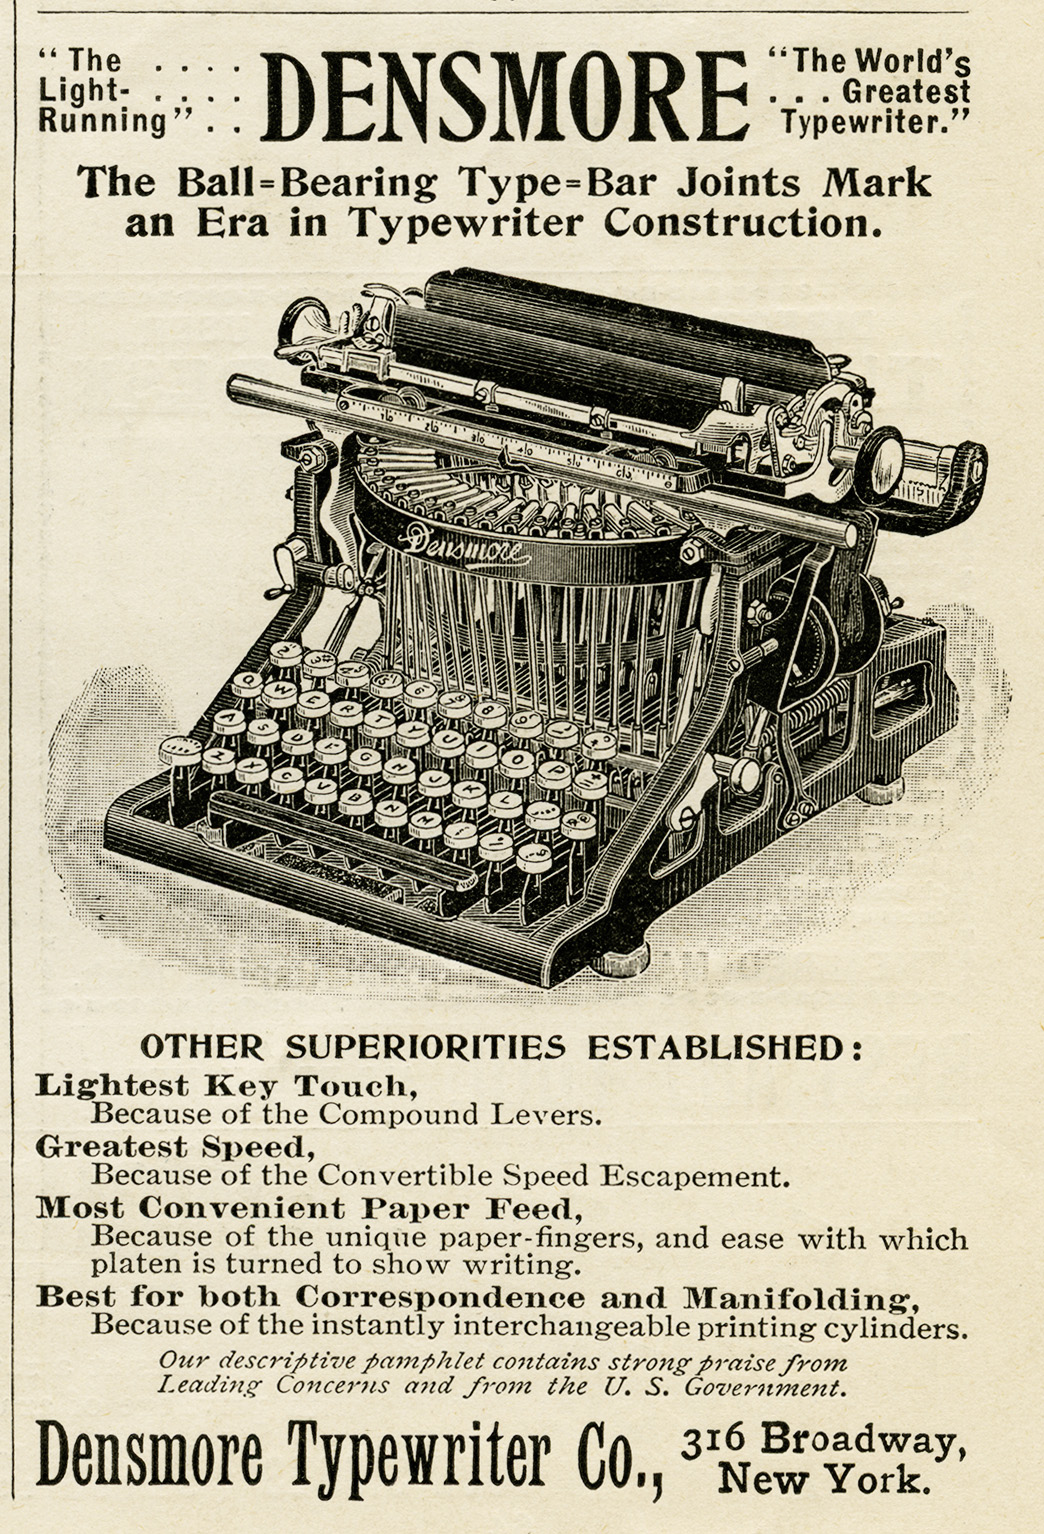 “The . . . .
Light- . . . .
Running” . .
DENSMORE
“The World’s
. . . Greatest
Typewriter.”
The Ball=Bearing Type=Bar Joints Mark
an Era in Typewriter Construction.
Densmore
Q W E R T Y U I O P
A S D F G H J K L
C V B N M
OTHER SUPERIORITIES ESTABLISHED:
Lightest Key Touch,
Because of the Compound Levers.
Greatest Speed,
Because of the Convertible Speed Escapement.
Most Convenient Paper Feed,
Because of the unique paper-fingers, and ease with which
platen is turned to show writing.
Best for both Correspondence and Manifolding,
Because of the instantly interchangeable printing cylinders.
Our descriptive pamphlet contains strong praise from
Leading Concerns and from the U. S. Government.
Densmore Typewriter Co.,
316 Broadway,
New York.